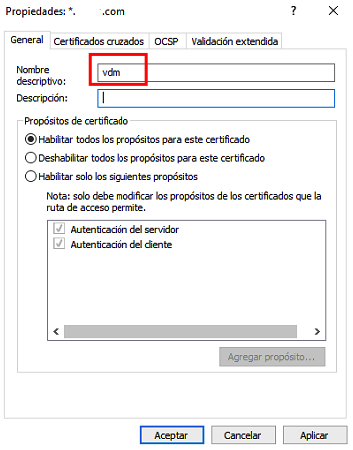 Propiedades: *. .com
?
General
Certificados cruzados
OCSP
Validación extendida
Nombre
descriptivo:
vdm
Descripción:
Propósitos de certificado
Habilitar todos los propósitos para este certificado
Deshabilitar todos los propósitos para este certificado
Habilitar solo los siguientes propósitos
Nota: solo debe modificar los propósitos de los certificados que la
ruta de acceso permite.
Autenticación del servidor
Autenticación del cliente
Agregar propósito...
Aceptar
Cancelar
Aplicar